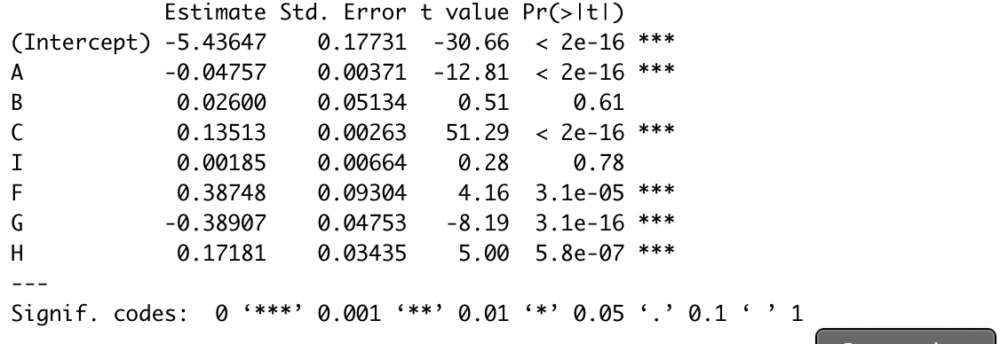 Estimate Std. Error t value Pr(>|t|)
(Intercept) -5.43647 0.17731 -30.66 < 2e-16 ***
A -0.04757 0.00371 -12.81 < 2e-16 ***
B 0.02600 0.05134 0.51 0.61
C 0.13513 0.00263 51.29 < 2e-16 ***
I 0.00185 0.00664 0.28 0.78
F 0.38748 0.09304 4.16 3.1e-05 ***
G -0.38907 0.04753 -8.19 3.1e-16 ***
H 0.17181 0.03435 5.00 5.8e-07 ***
---
Signif. codes: 0 ‘***’ 0.001 ‘**’ 0.01 ‘*’ 0.05 ‘.’ 0.1 ‘ ’ 1